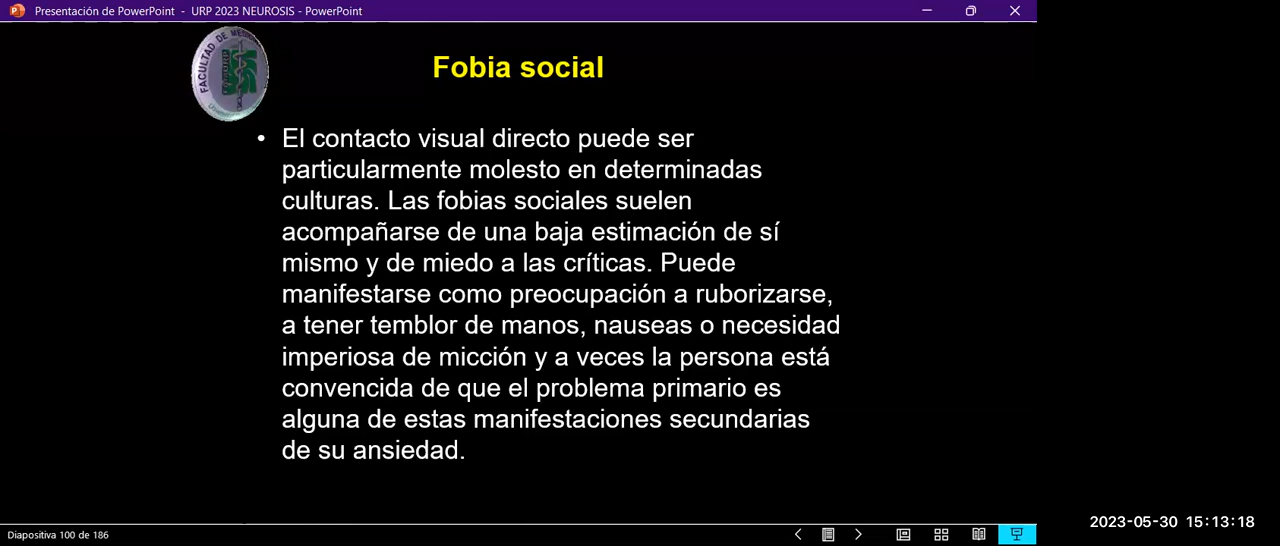 Presentación de PowerPoint - URP 2023 NEUROSIS - PowerPoint
FACULTAD DE MEDICINA
Fobia social
• El contacto visual directo puede ser
particularmente molesto en determinadas
culturas. Las fobias sociales suelen
acompañarse de una baja estimación de sí
mismo y de miedo a las críticas. Puede
manifestarse como preocupación a ruborizarse,
a tener temblor de manos, nauseas o necesidad
imperiosa de micción y a veces la persona está
convencida de que el problema primario es
alguna de estas manifestaciones secundarias
de su ansiedad.
Diapositiva 100 de 186
2023-05-30 15:13:18